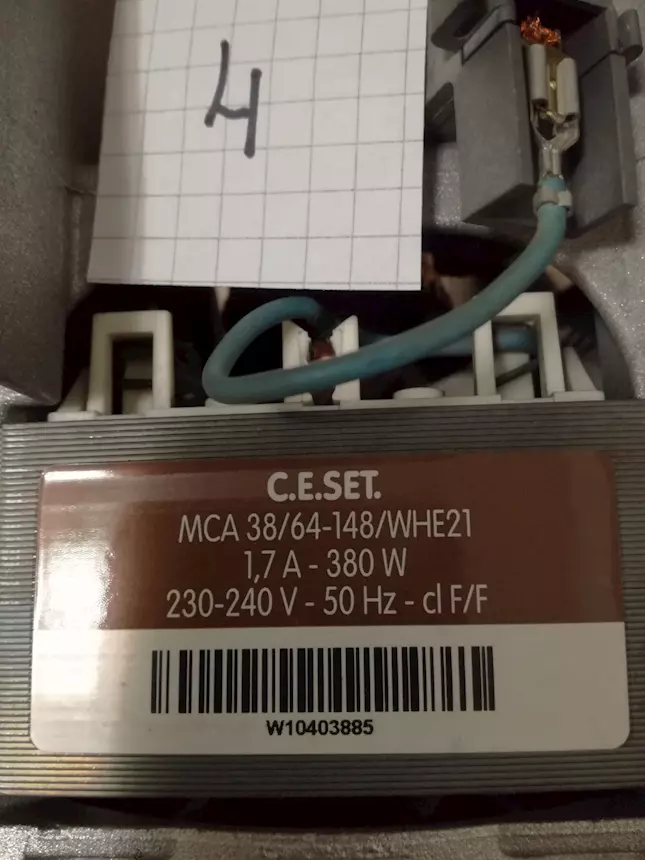 4
C.E.SET.
MCA 38/64-148/WHE21
1,7 A - 380 W
230-240 V - 50 Hz - cl F/F
W10403885